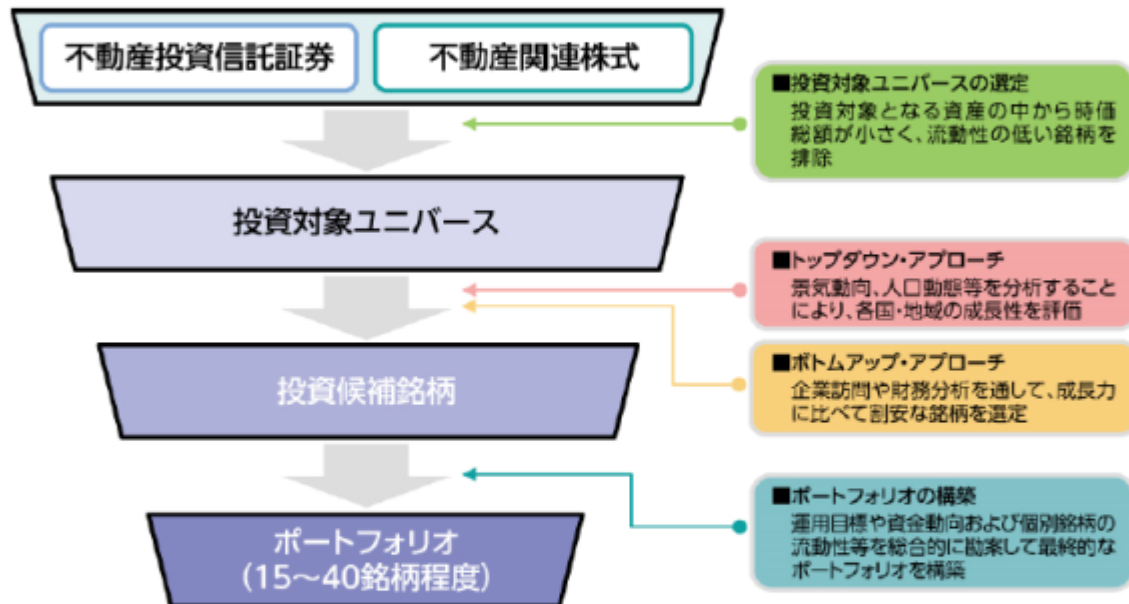 不動産投資信託証券
不動産関連株式
■投資対象ユニバースの選定
投資対象となる資産の中から時価
総額が小さく、流動性の低い銘柄を
排除
投資対象ユニバース
■トップダウン・アプローチ
景気動向、人口動態等を分析すること
により、各国・地域の成長性を評価
■ボトムアップ・アプローチ
企業訪問や財務分析を通して、成長力
に比べて割安な銘柄を選定
投資候補銘柄
■ポートフォリオの構築
運用目標や資金動向および個別銘柄の
流動性等を総合的に勘案して最終的な
ポートフォリオを構築
ポートフォリオ
(15～40銘柄程度)